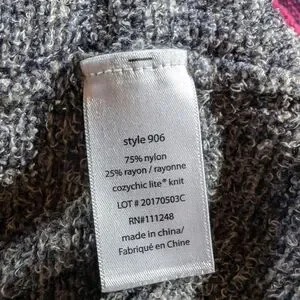 style 906
75% nylon
25% rayon / rayonne
cozychic lite® knit
LOT # 20170503C
RN#111248
made in china/
Fabriqué en Chine